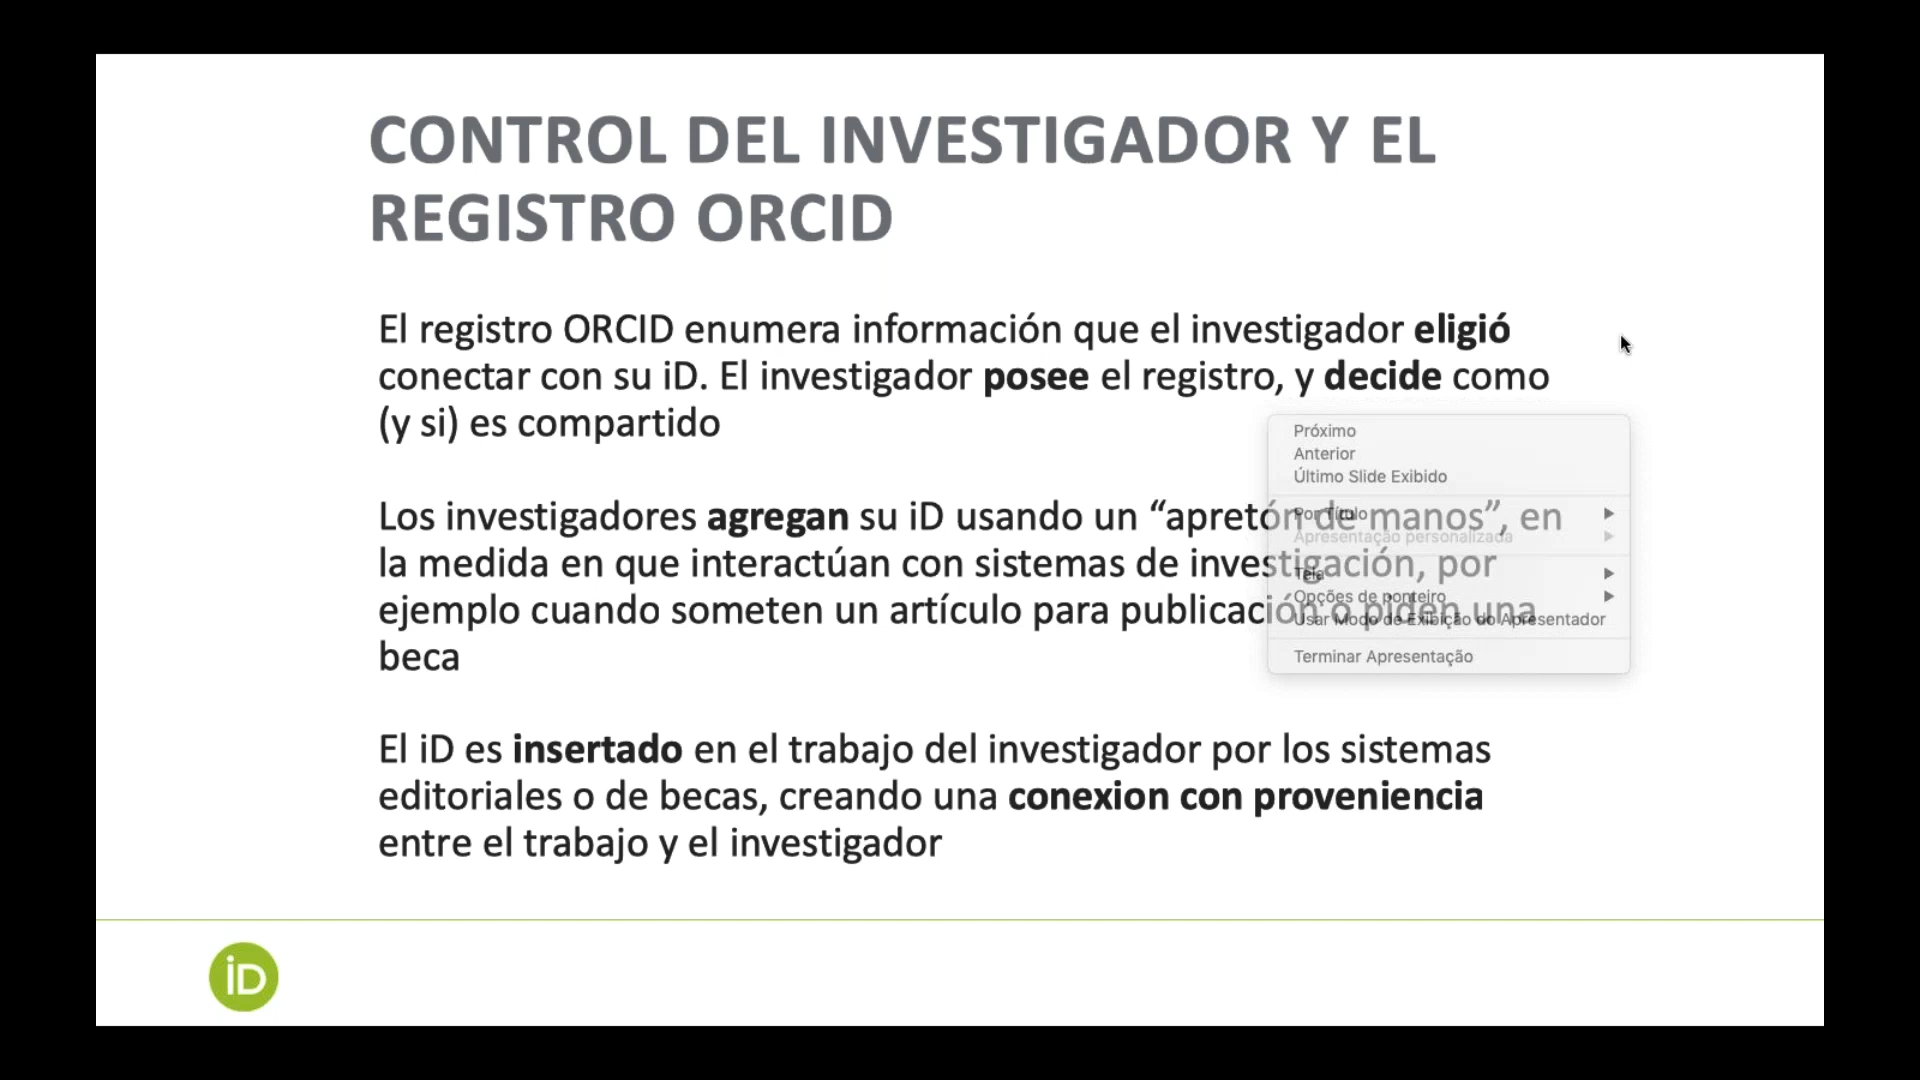 CONTROL DEL INVESTIGADOR Y EL
REGISTRO ORCID
El registro ORCID enumera información que el investigador eligió
conectar con su iD. El investigador posee el registro, y decide como
(y si) es compartido
Los investigadores agregan su iD usando un “apretón de manos”, en
la medida en que interactúan con sistemas de investigación, por
ejemplo cuando someten un artículo para publicación o piden una
beca
El iD es insertado en el trabajo del investigador por los sistemas
editoriales o de becas, creando una conexion con proveniencia
entre el trabajo y el investigador
Próximo
Anterior
Último Slide Exibido
Por Título
Apresentação personalizada
Tela
Opções de ponteiro
Usar Modo de Exibição do Apresentador
Terminar Apresentação
iD